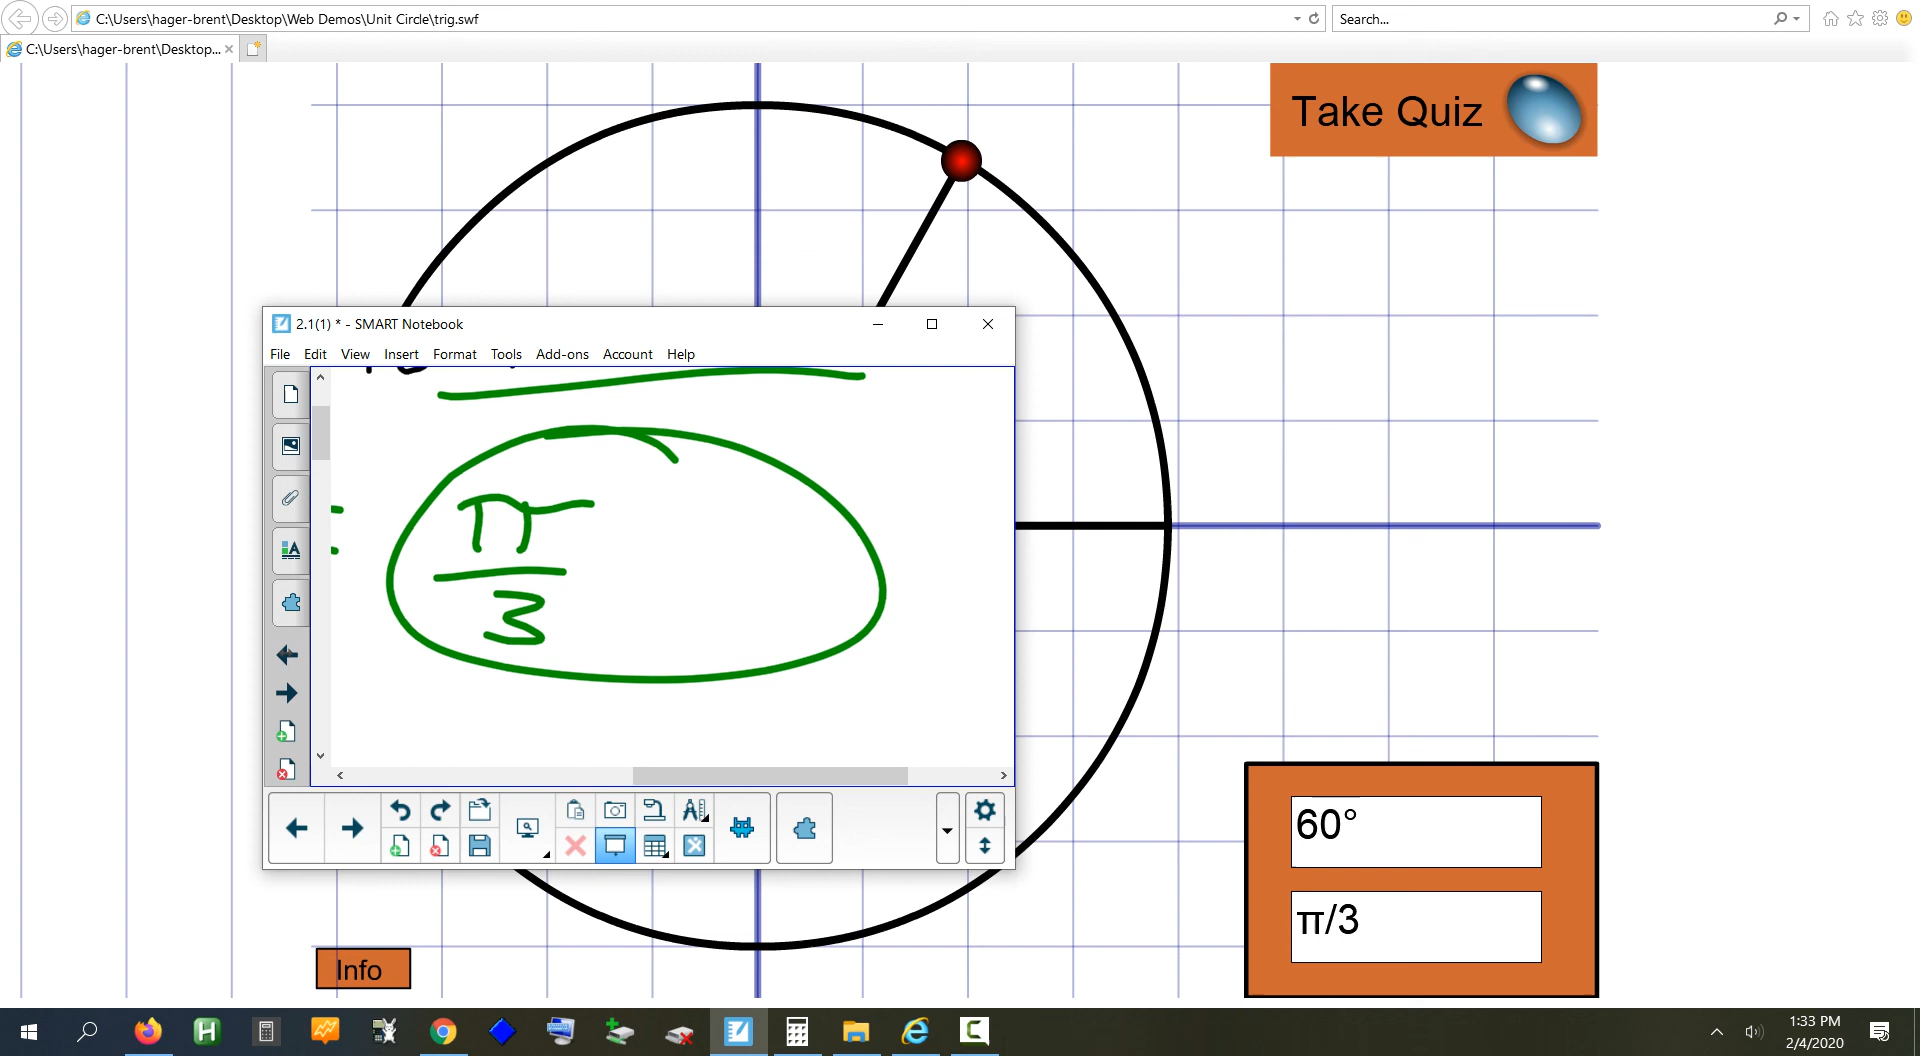 C:\Users\hager-brent\Desktop\Web Demos\Unit Circle\trig.swf
Search...
C:\Users\hager-brent\Desktop...
Take Quiz
2.1(1) * - SMART Notebook
File Edit View Insert Format Tools Add-ons Account Help
=
π
3
60°
π/3
Info
1:33 PM
2/4/2020